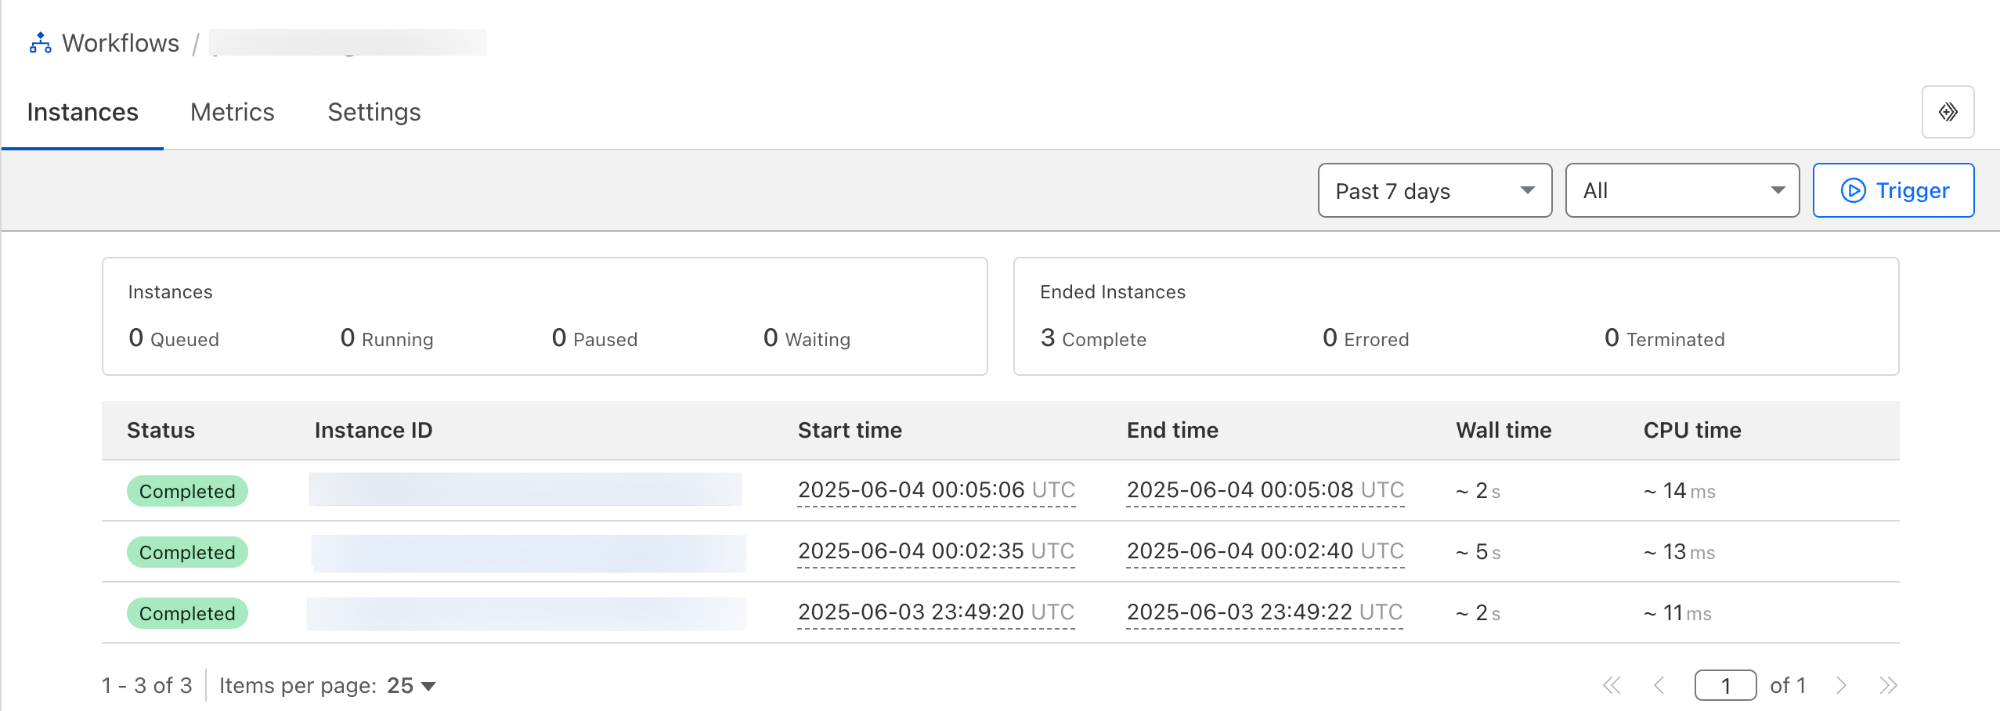 Workflows /
Instances Metrics Settings
Past 7 days All Trigger
Instances
0 Queued 0 Running 0 Paused 0 Waiting
Ended Instances
3 Complete 0 Errored 0 Terminated
Status Instance ID Start time End time Wall time CPU time
Completed 2025-06-04 00:05:06 UTC 2025-06-04 00:05:08 UTC ~ 2 s ~ 14 ms
Completed 2025-06-04 00:02:35 UTC 2025-06-04 00:02:40 UTC ~ 5 s ~ 13 ms
Completed 2025-06-03 23:49:20 UTC 2025-06-03 23:49:22 UTC ~ 2 s ~ 11 ms
1 - 3 of 3 Items per page: 25 1 of 1